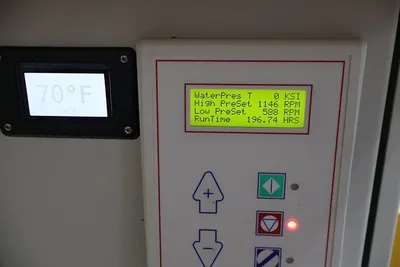 70°F
WaterPres T 0 KSI
High PreSet 1146 RPM
Low PreSet 588 RPM
RunTime 196.74 HRS